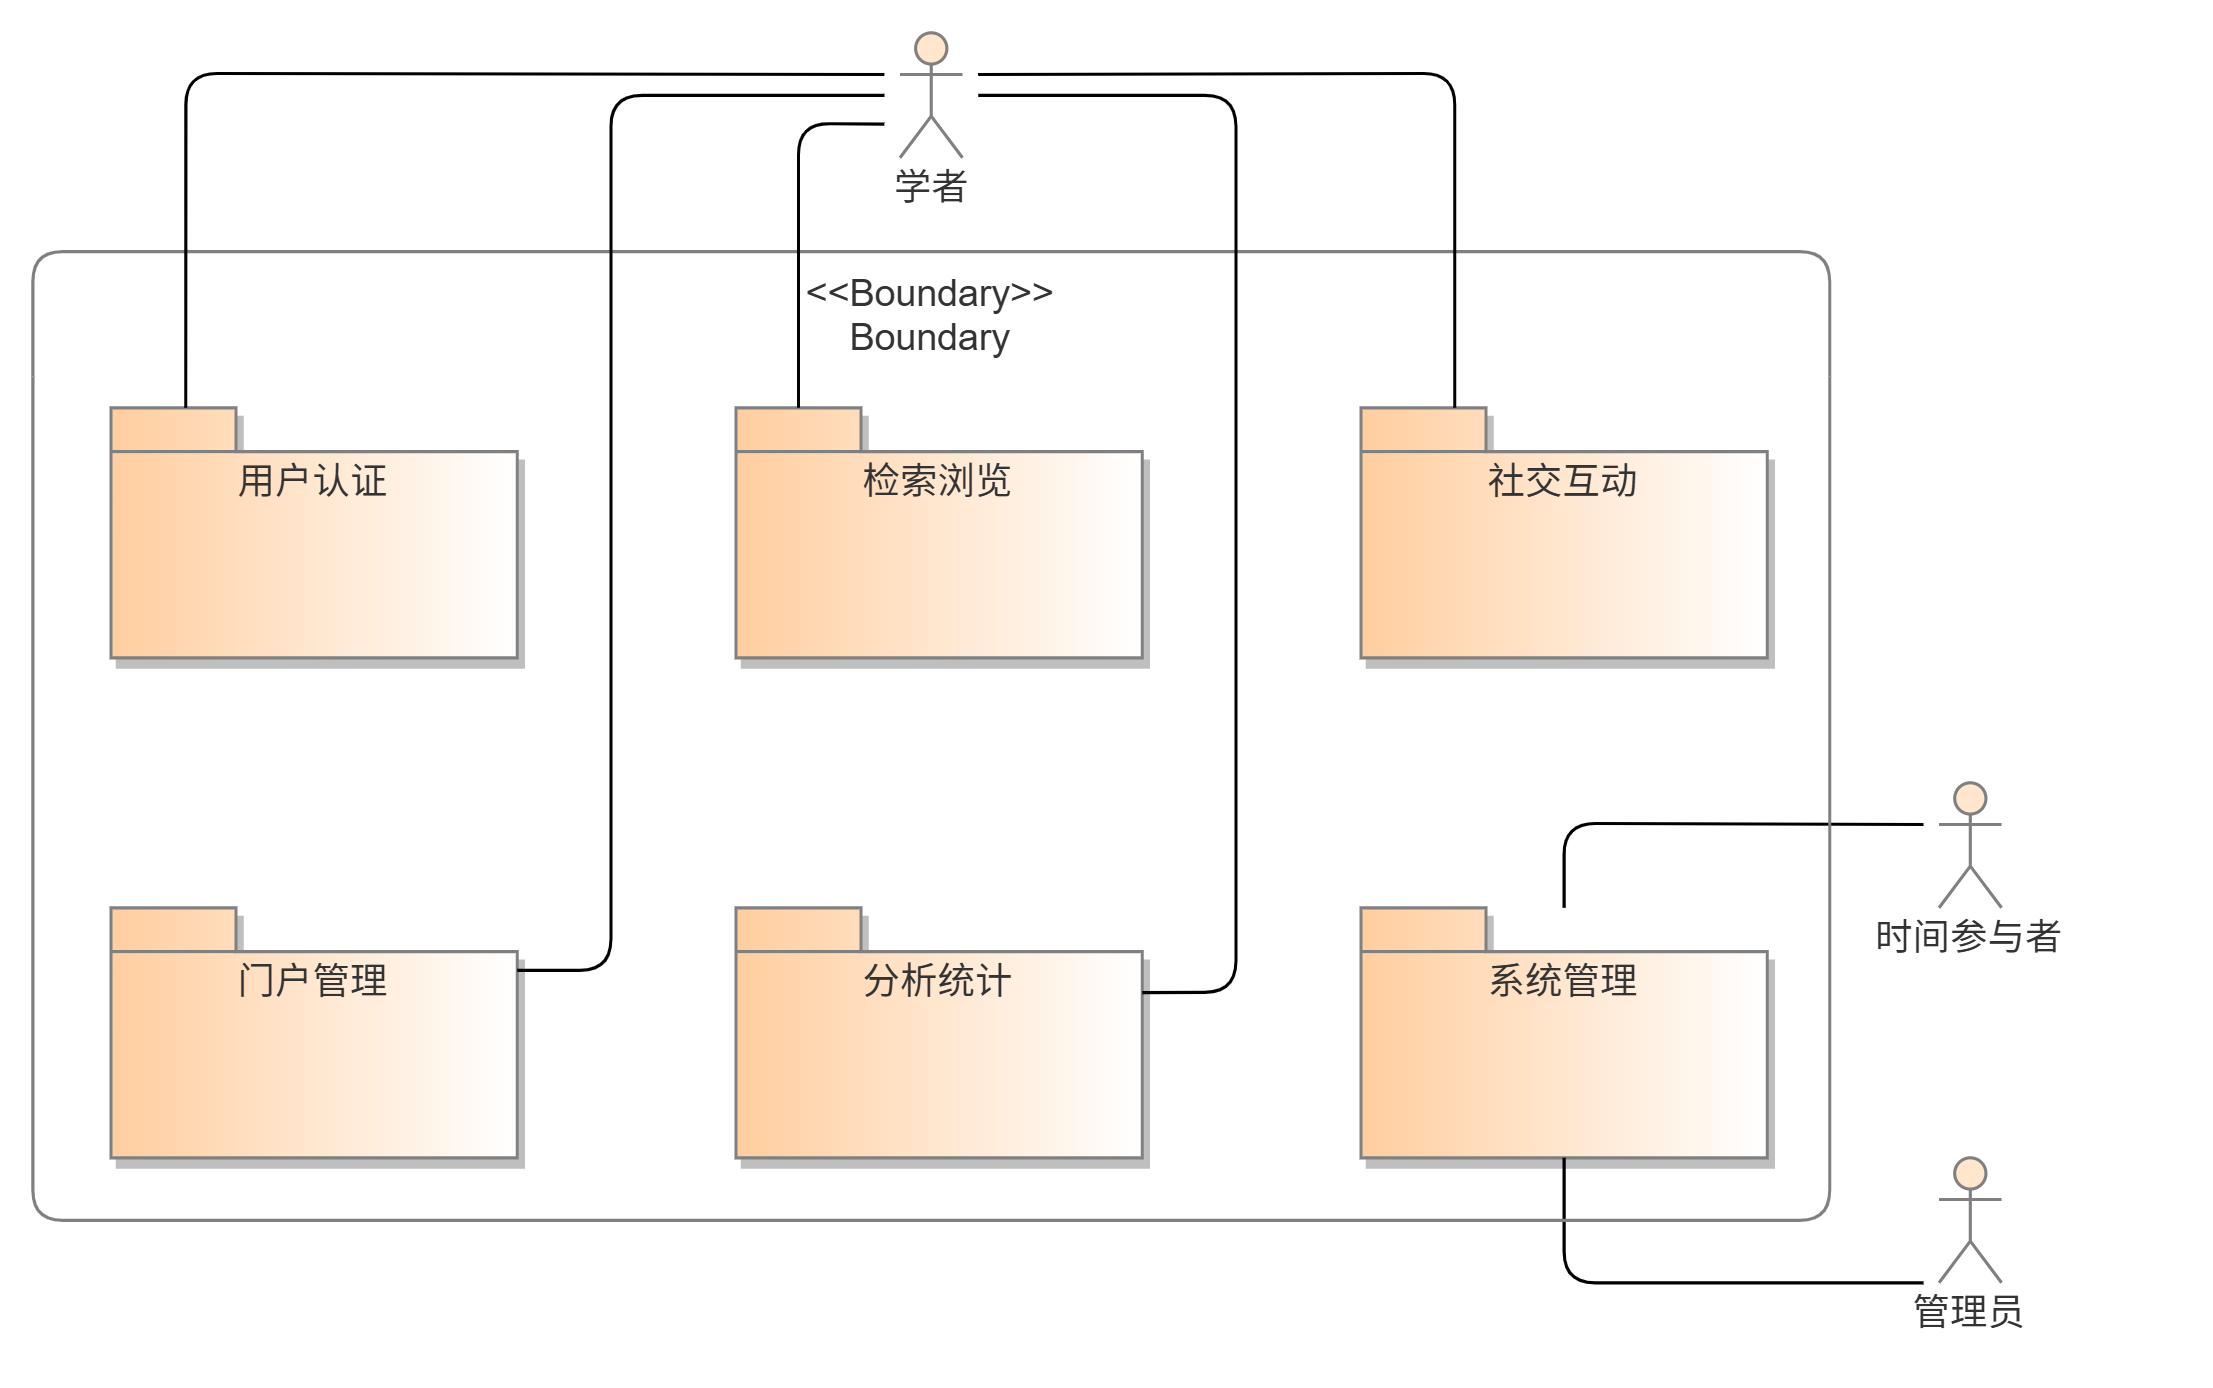 学者
<<Boundary>>
Boundary
用户认证
检索浏览
社交互动
时间参与者
门户管理
分析统计
系统管理
管理员